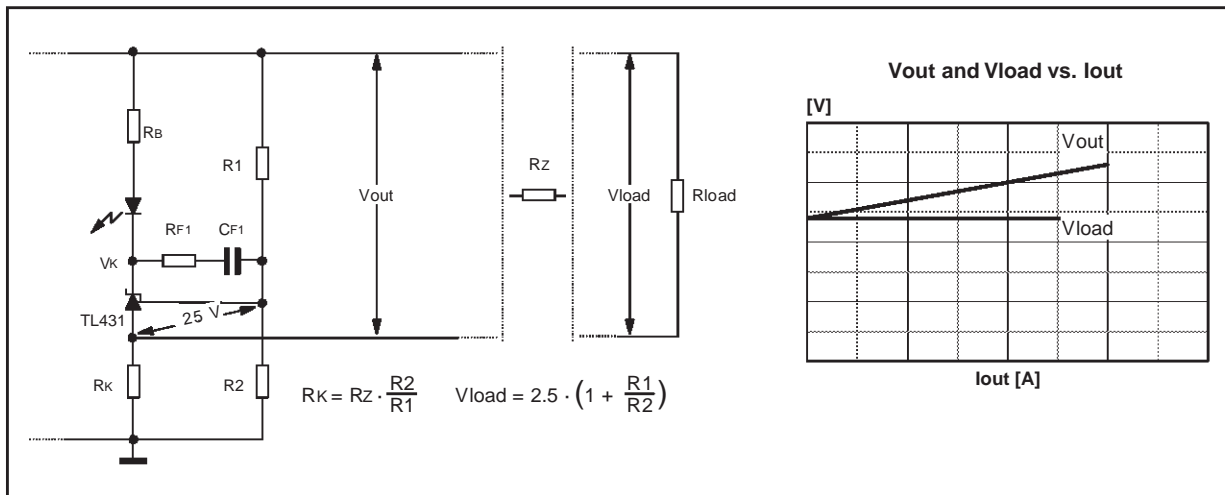 RB
R1
RF1
CF1
VK
TL431
25 V
RK
R2
Vout
RZ
Vload
Rload
RK = RZ · R2/R1
Vload = 2.5 · (1 + R1/R2)
Vout and Vload vs. Iout
[V]
Vout
Vload
Iout [A]